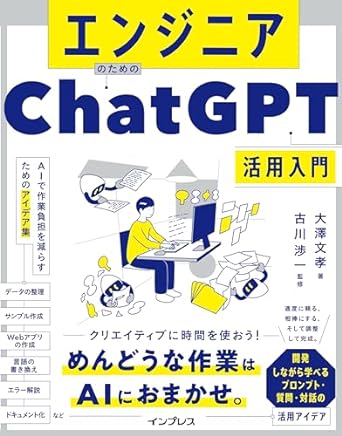 エンジニア
のための
ChatGPT
活用入門
AIで作業負担を減らす
ためのアイデア集
大澤文孝 著
古川渉一 監修
データの整理
サンプル作成
Webアプリ
の作成
言語の
書き換え
エラー解説
ドキュメント化 など
適度に頼る。
相棒にする。
そして調整
して完成。
クリエイティブに時間を使おう!
めんどうな作業は
AIにおまかせ。
開発
しながら学べる
プロンプト・
質問・対話の
活用アイデア
インプレス